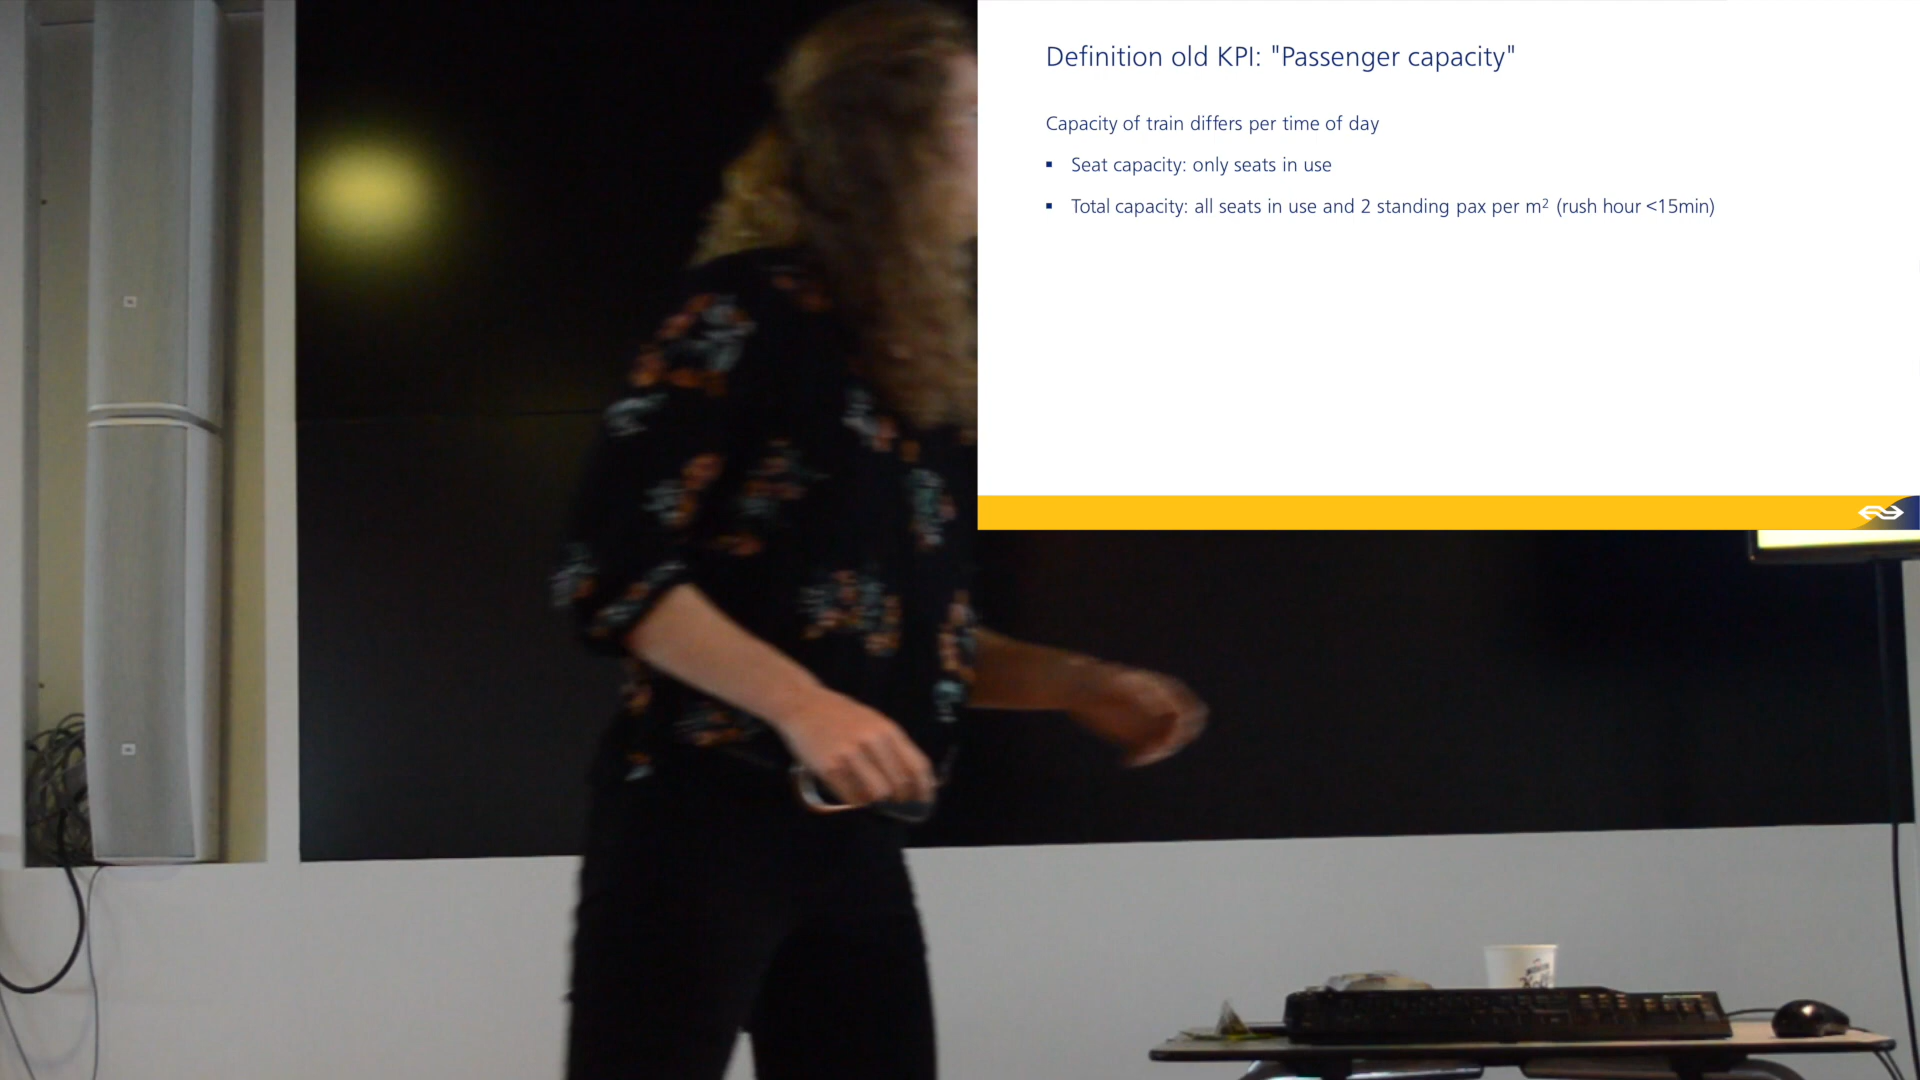 Definition old KPI: "Passenger capacity"
Capacity of train differs per time of day
▪ Seat capacity: only seats in use
▪ Total capacity: all seats in use and 2 standing pax per m² (rush hour <15min)